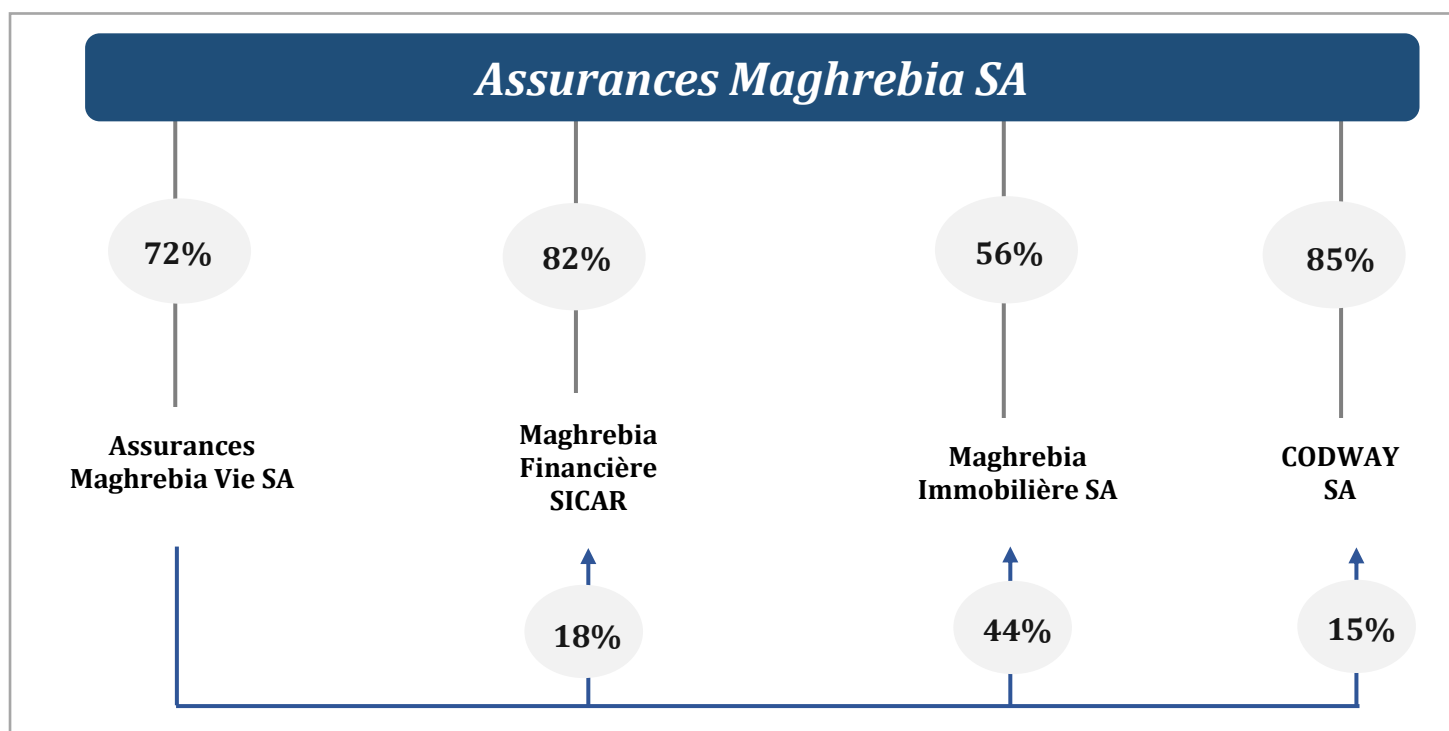 Assurances Maghrebia SA
72%
82%
56%
85%
Assurances
Maghrebia Vie SA
Maghrebia
Financière
SICAR
Maghrebia
Immobilière SA
CODWAY
SA
18%
44%
15%